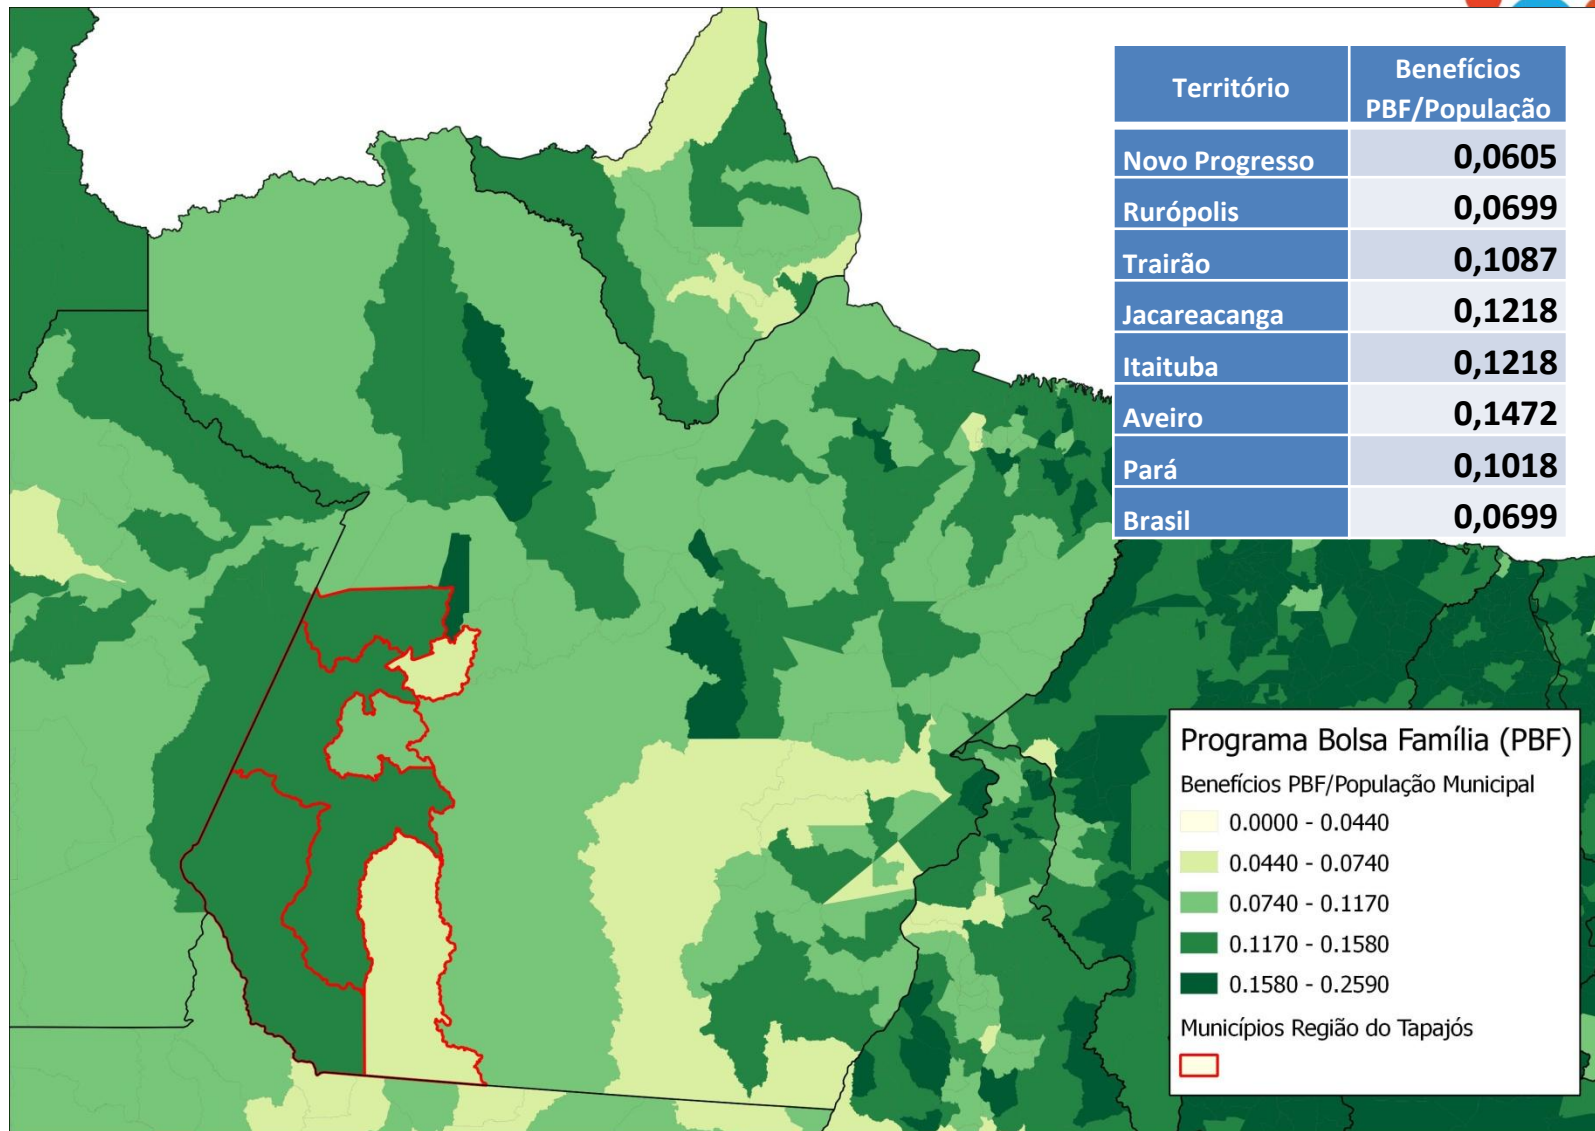 Território
Benefícios
PBF/População
Novo Progresso 0,0605
Rurópolis 0,0699
Trairão 0,1087
Jacareacanga 0,1218
Itaituba 0,1218
Aveiro 0,1472
Pará 0,1018
Brasil 0,0699
Programa Bolsa Família (PBF)
Benefícios PBF/População Municipal
0.0000 - 0.0440
0.0440 - 0.0740
0.0740 - 0.1170
0.1170 - 0.1580
0.1580 - 0.2590
Municípios Região do Tapajós